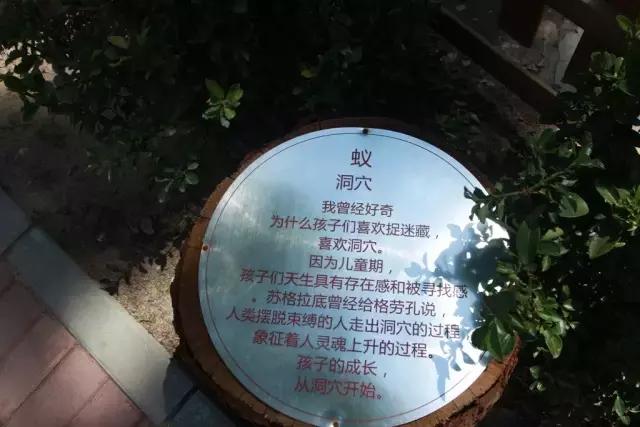 蚁
洞穴
我曾经好奇
为什么孩子们喜欢捉迷藏，
喜欢洞穴。
因为儿童期，
孩子们天生具有存在感和被寻找感
。苏格拉底曾经给格劳孔说，
人类摆脱束缚的人走出洞穴的过程
象征着人灵魂上升的过程。
孩子的成长，
从洞穴开始。